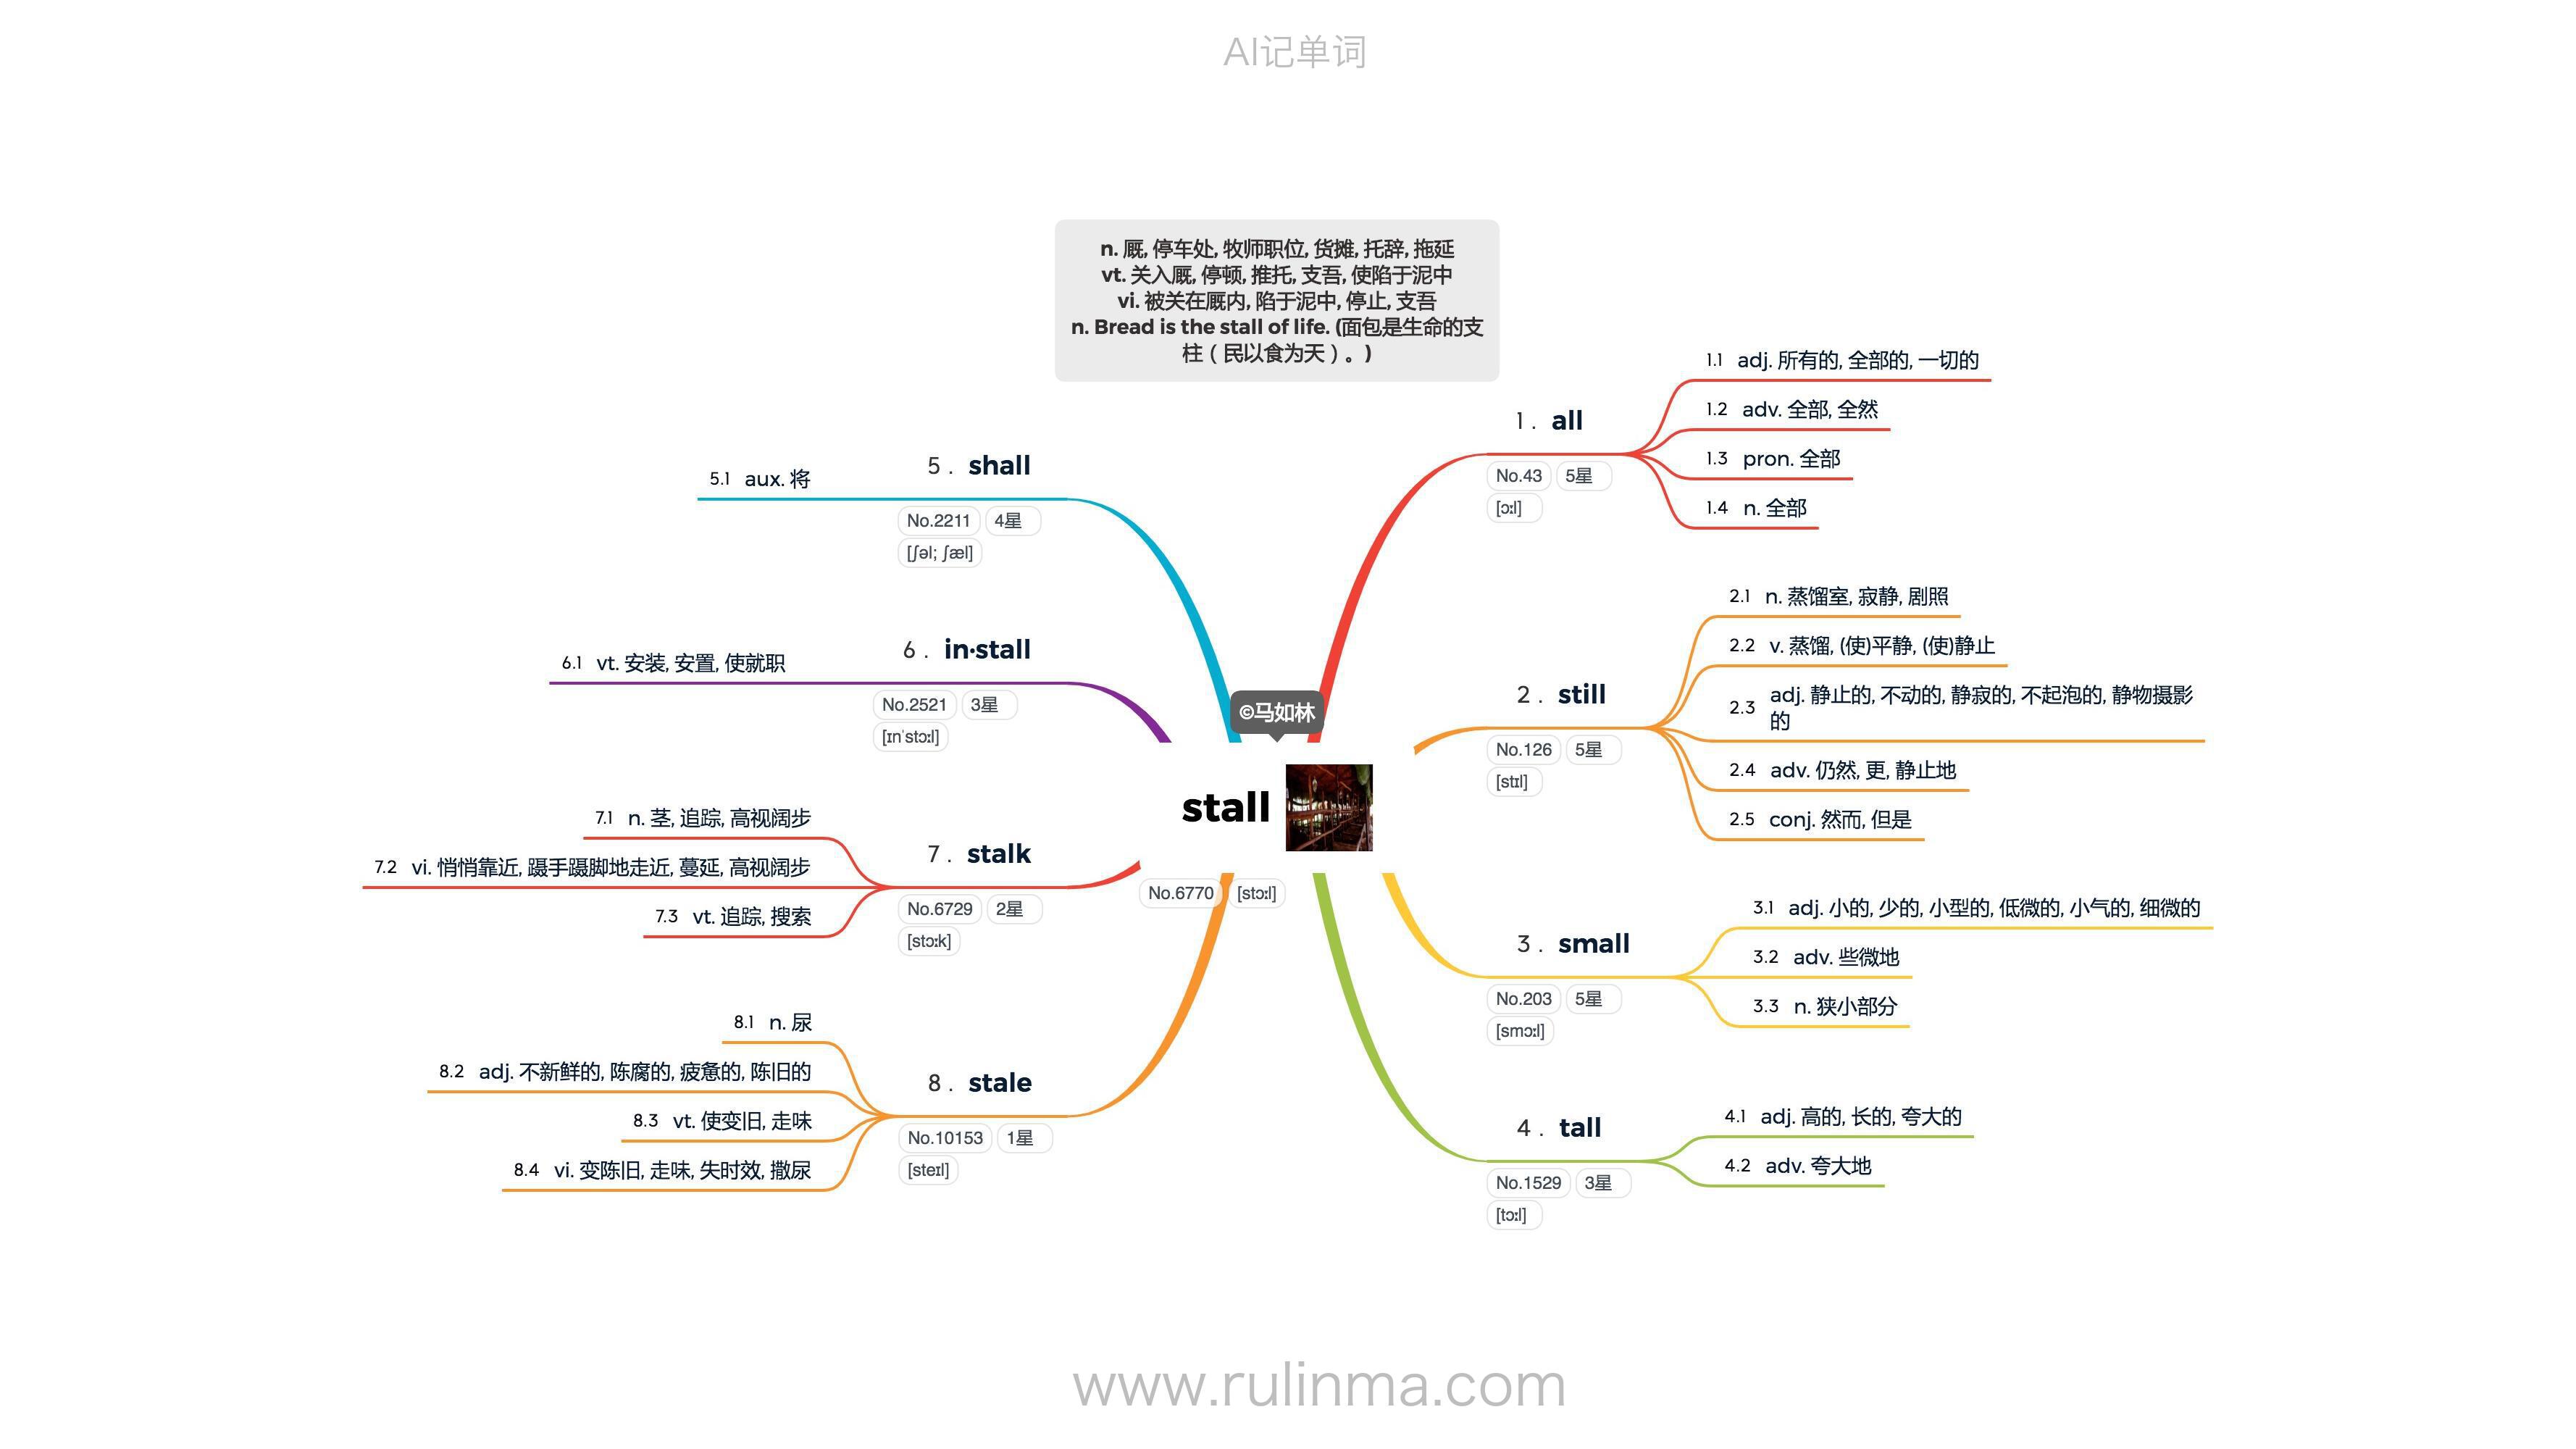 AI记单词
n. 厩, 停车处, 牧师职位, 货摊, 托辞, 拖延
vt. 关入厩, 停顿, 推托, 支吾, 使陷于泥中
vi. 被关在厩内, 陷于泥中, 停止, 支吾
n. Bread is the stall of life. (面包是生命的支
柱（民以食为天）。)
©马如林
stall
No.6770 [stɔːl]
1 . all
No.43 5星
[ɔːl]
1.1 adj. 所有的, 全部的, 一切的
1.2 adv. 全部, 全然
1.3 pron. 全部
1.4 n. 全部
2 . still
No.126 5星
[stɪl]
2.1 n. 蒸馏室, 寂静, 剧照
2.2 v. 蒸馏, (使)平静, (使)静止
2.3 adj. 静止的, 不动的, 静寂的, 不起泡的, 静物摄影
的
2.4 adv. 仍然, 更, 静止地
2.5 conj. 然而, 但是
3 . small
No.203 5星
[smɔːl]
3.1 adj. 小的, 少的, 小型的, 低微的, 小气的, 细微的
3.2 adv. 些微地
3.3 n. 狭小部分
4 . tall
No.1529 3星
[tɔːl]
4.1 adj. 高的, 长的, 夸大的
4.2 adv. 夸大地
5 . shall
No.2211 4星
[ʃəl; ʃæl]
5.1 aux. 将
6 . in·stall
No.2521 3星
[ɪnˈstɔːl]
6.1 vt. 安装, 安置, 使就职
7 . stalk
No.6729 2星
[stɔːk]
7.1 n. 茎, 追踪, 高视阔步
7.2 vi. 悄悄靠近, 蹑手蹑脚地走近, 蔓延, 高视阔步
7.3 vt. 追踪, 搜索
8 . stale
No.10153 1星
[steɪl]
8.1 n. 尿
8.2 adj. 不新鲜的, 陈腐的, 疲惫的, 陈旧的
8.3 vt. 使变旧, 走味
8.4 vi. 变陈旧, 走味, 失时效, 撒尿
www.rulinma.com